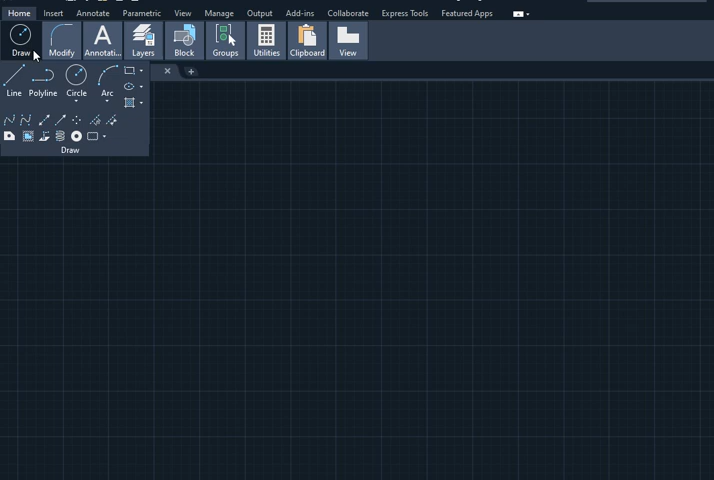 Home Insert Annotate Parametric View Manage Output Add-ins Collaborate Express Tools Featured Apps
Draw Modify Annotati... Layers Block Groups Utilities Clipboard View
Line Polyline Circle Arc
Draw